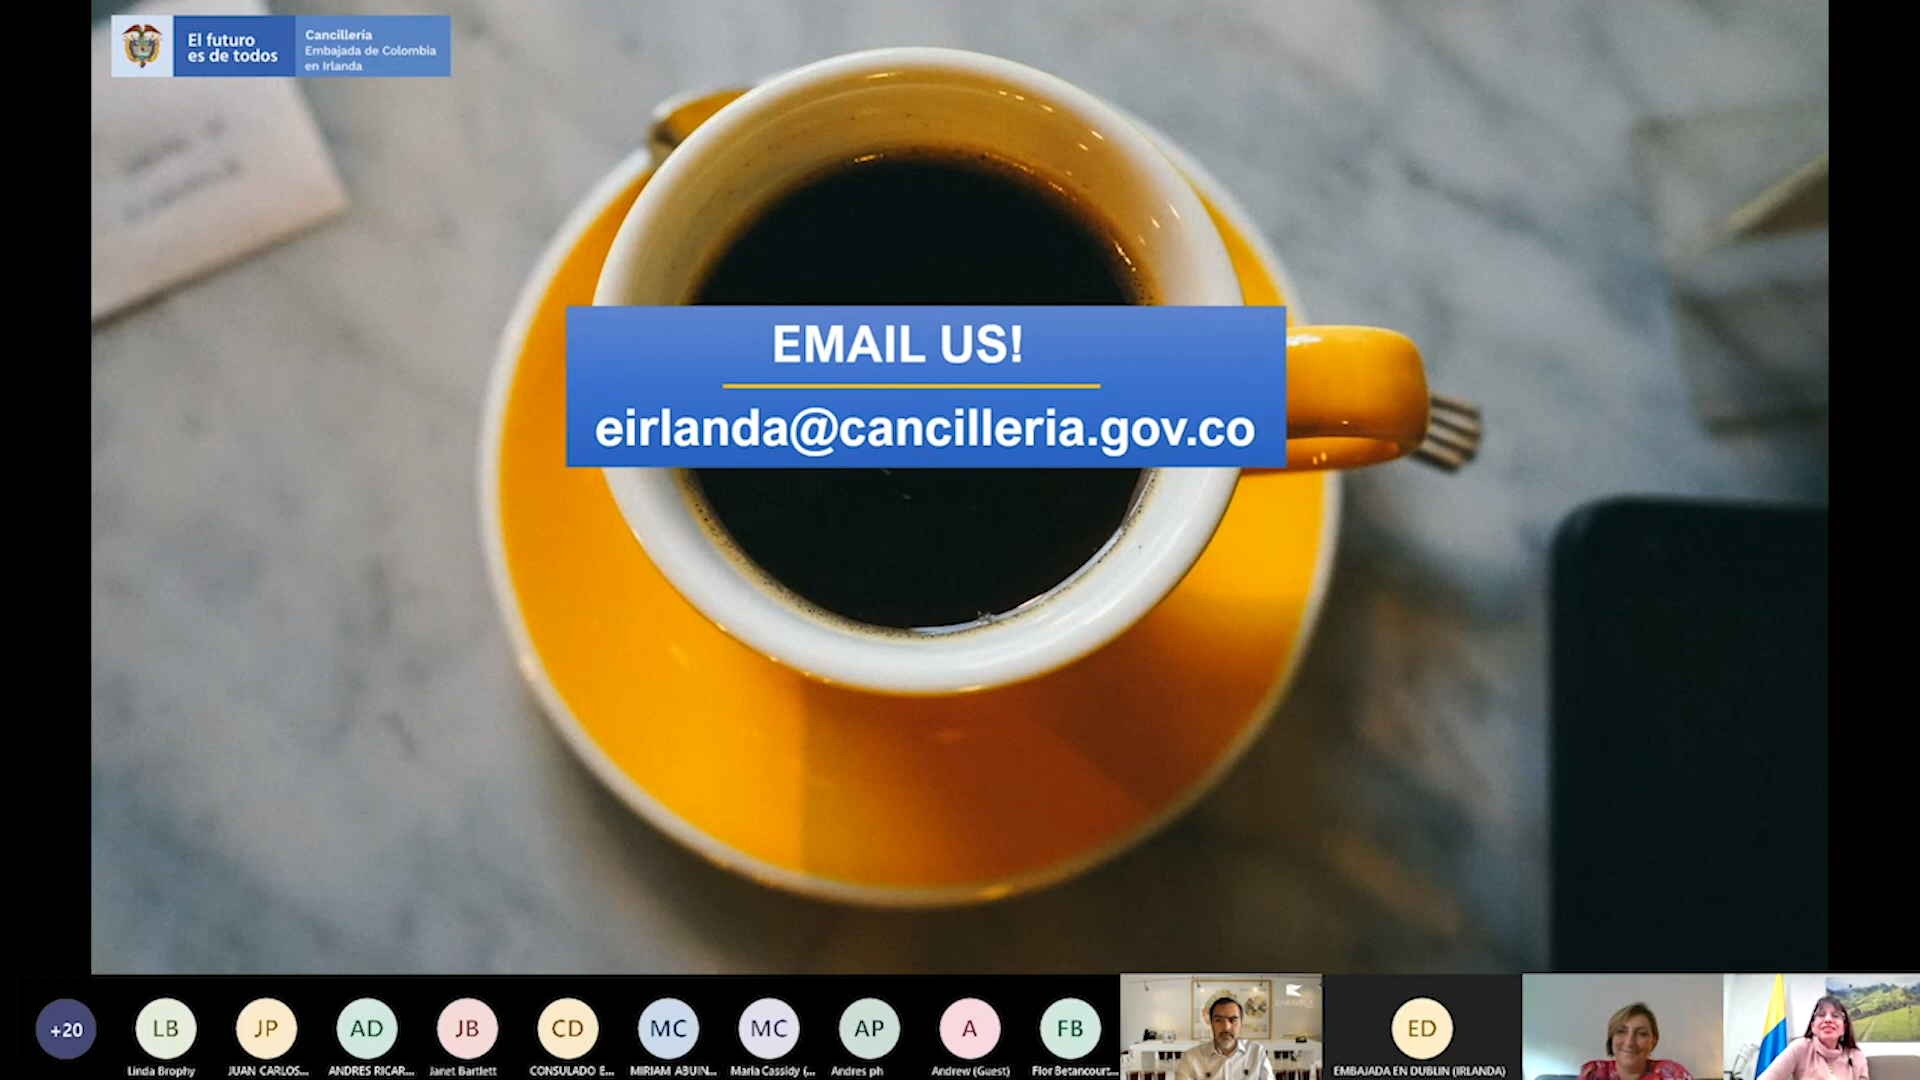 El futuro
es de todos
Cancillería
Embajada de Colombia
en Irlanda
EMAIL US!
eirlanda@cancilleria.gov.co
+20
LB
JP
AD
JB
CD
MC
MC
AP
A
FB
ED
Linda Brophy
JUAN CARLOS...
ANDRES RICAR...
Janet Bartlett
CONSULADO E...
MIRIAM ABUIN...
Maria Cassidy (...
Andres ph
Andrew (Guest)
Flor Betancourt...
EMBAJADA EN DUBLIN (IRLANDA)